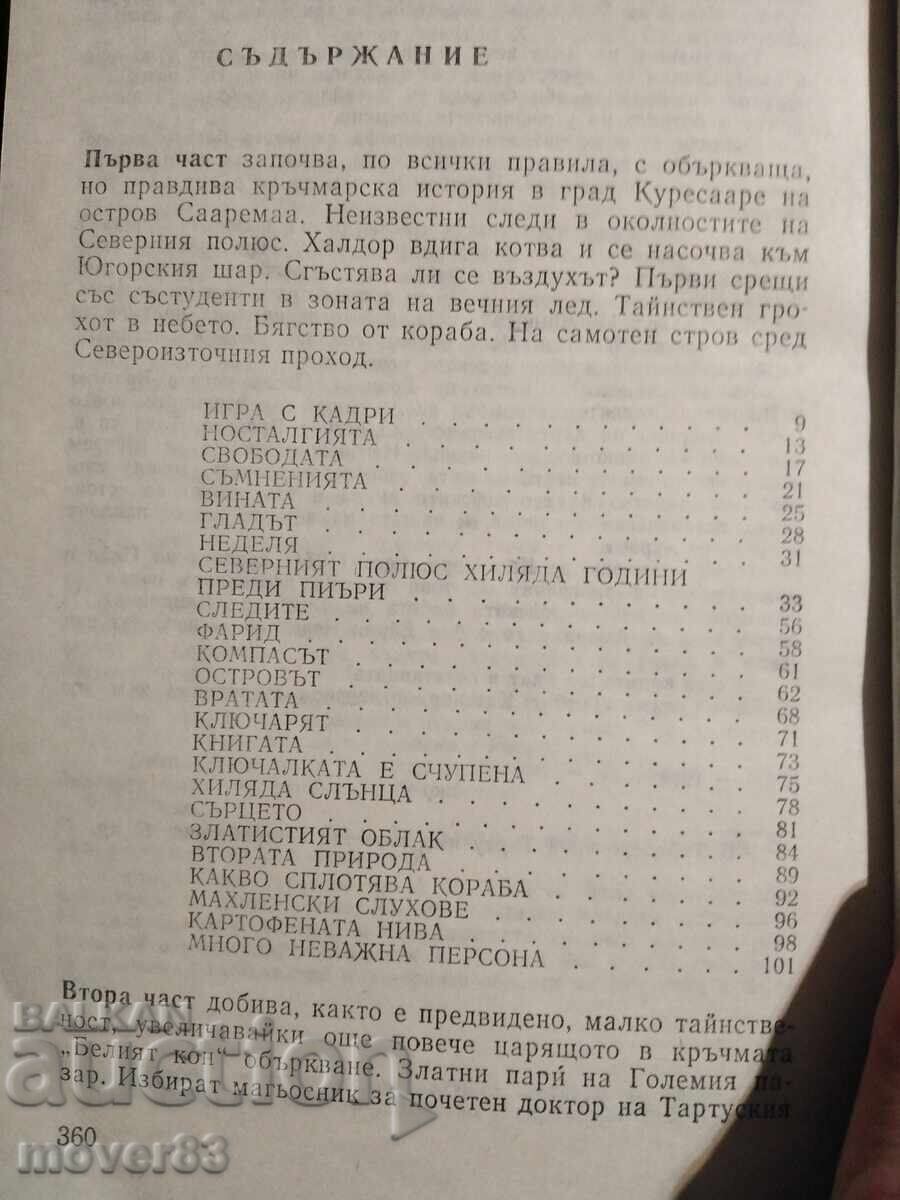 СЪДЪРЖАНИЕ
Първа част започва, по всички правила, с объркваща,
но правдива кръчмарска история в град Куресааре на
остров Сааремаа. Неизвестни следи в околностите на
Северния полюс. Халдор вдига котва и се насочва към
Югорския шар. Сгъстява ли се въздухът? Първи срещи
със състуденти в зоната на вечния лед. Тайнствен гро-
хот в небето. Бягство от кораба. На самотен стров сред
Североизточния проход.
ИГРА С КАДРИ . . . . . . . . . . . 9
НОСТАЛГИЯТА . . . . . . . . . . . 13
СВОБОДАТА . . . . . . . . . . . 17
СЪМНЕНИЯТА . . . . . . . . . . . 21
ВИНАТА . . . . . . . . . . . 25
ГЛАДЪТ . . . . . . . . . . . 28
НЕДЕЛЯ . . . . . . . . . . . 31
СЕВЕРНИЯТ ПОЛЮС ХИЛЯДА ГОДИНИ
ПРЕДИ ПИЪРИ . . . . . . . . . . . 33
СЛЕДИТЕ . . . . . . . . . . . 56
ФАРИД . . . . . . . . . . . 58
КОМПАСЪТ . . . . . . . . . . . 61
ОСТРОВЪТ . . . . . . . . . . . 62
ВРАТАТА . . . . . . . . . . . 68
КЛЮЧАРЯТ . . . . . . . . . . . 71
КНИГАТА . . . . . . . . . . . 73
КЛЮЧАЛКАТА Е СЧУПЕНА . . . . . . . 75
ХИЛЯДА СЛЪНЦА . . . . . . . . . . . 78
СЪРЦЕТО . . . . . . . . . . . 81
ЗЛАТИСТИЯТ ОБЛАК . . . . . . . . . 84
ВТОРАТА ПРИРОДА . . . . . . . . . 89
КАКВО СПЛОТЯВА КОРАБА . . . . . . . 92
МАХЛЕНСКИ СЛУХОВЕ . . . . . . . . 96
КАРТОФЕНАТА НИВА . . . . . . . . . 98
МНОГО НЕВАЖНА ПЕРСОНА . . . . . . 101
Втора част добива, както е предвидено, малко тайнстве-
ност, увеличавайки още повече царящото в кръчмата
„Белият кон“ объркване. Златни пари́ на Големия па-
зар. Избират магьосник за почетен доктор на Тартуския
360
BALKAN
auction
mover83